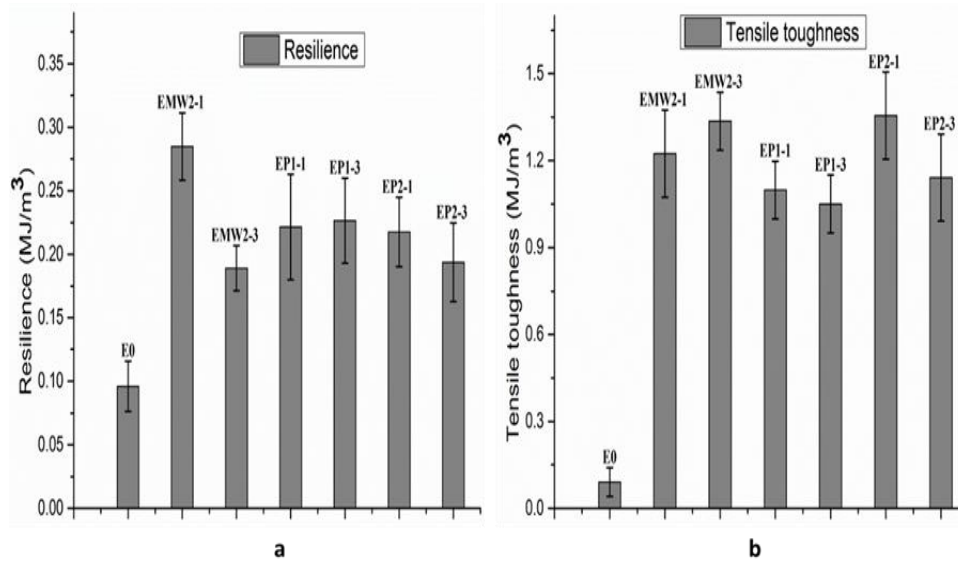 Resilience
Resilience (MJ/m³)
0.35
0.30
0.25
0.20
0.15
0.10
0.05
0.00
E0
EMW2-1
EMW2-3
EP1-1
EP1-3
EP2-1
EP2-3
a
Tensile toughness
Tensile toughness (MJ/m³)
1.5
1.2
0.9
0.6
0.3
0.0
E0
EMW2-1
EMW2-3
EP1-1
EP1-3
EP2-1
EP2-3
b